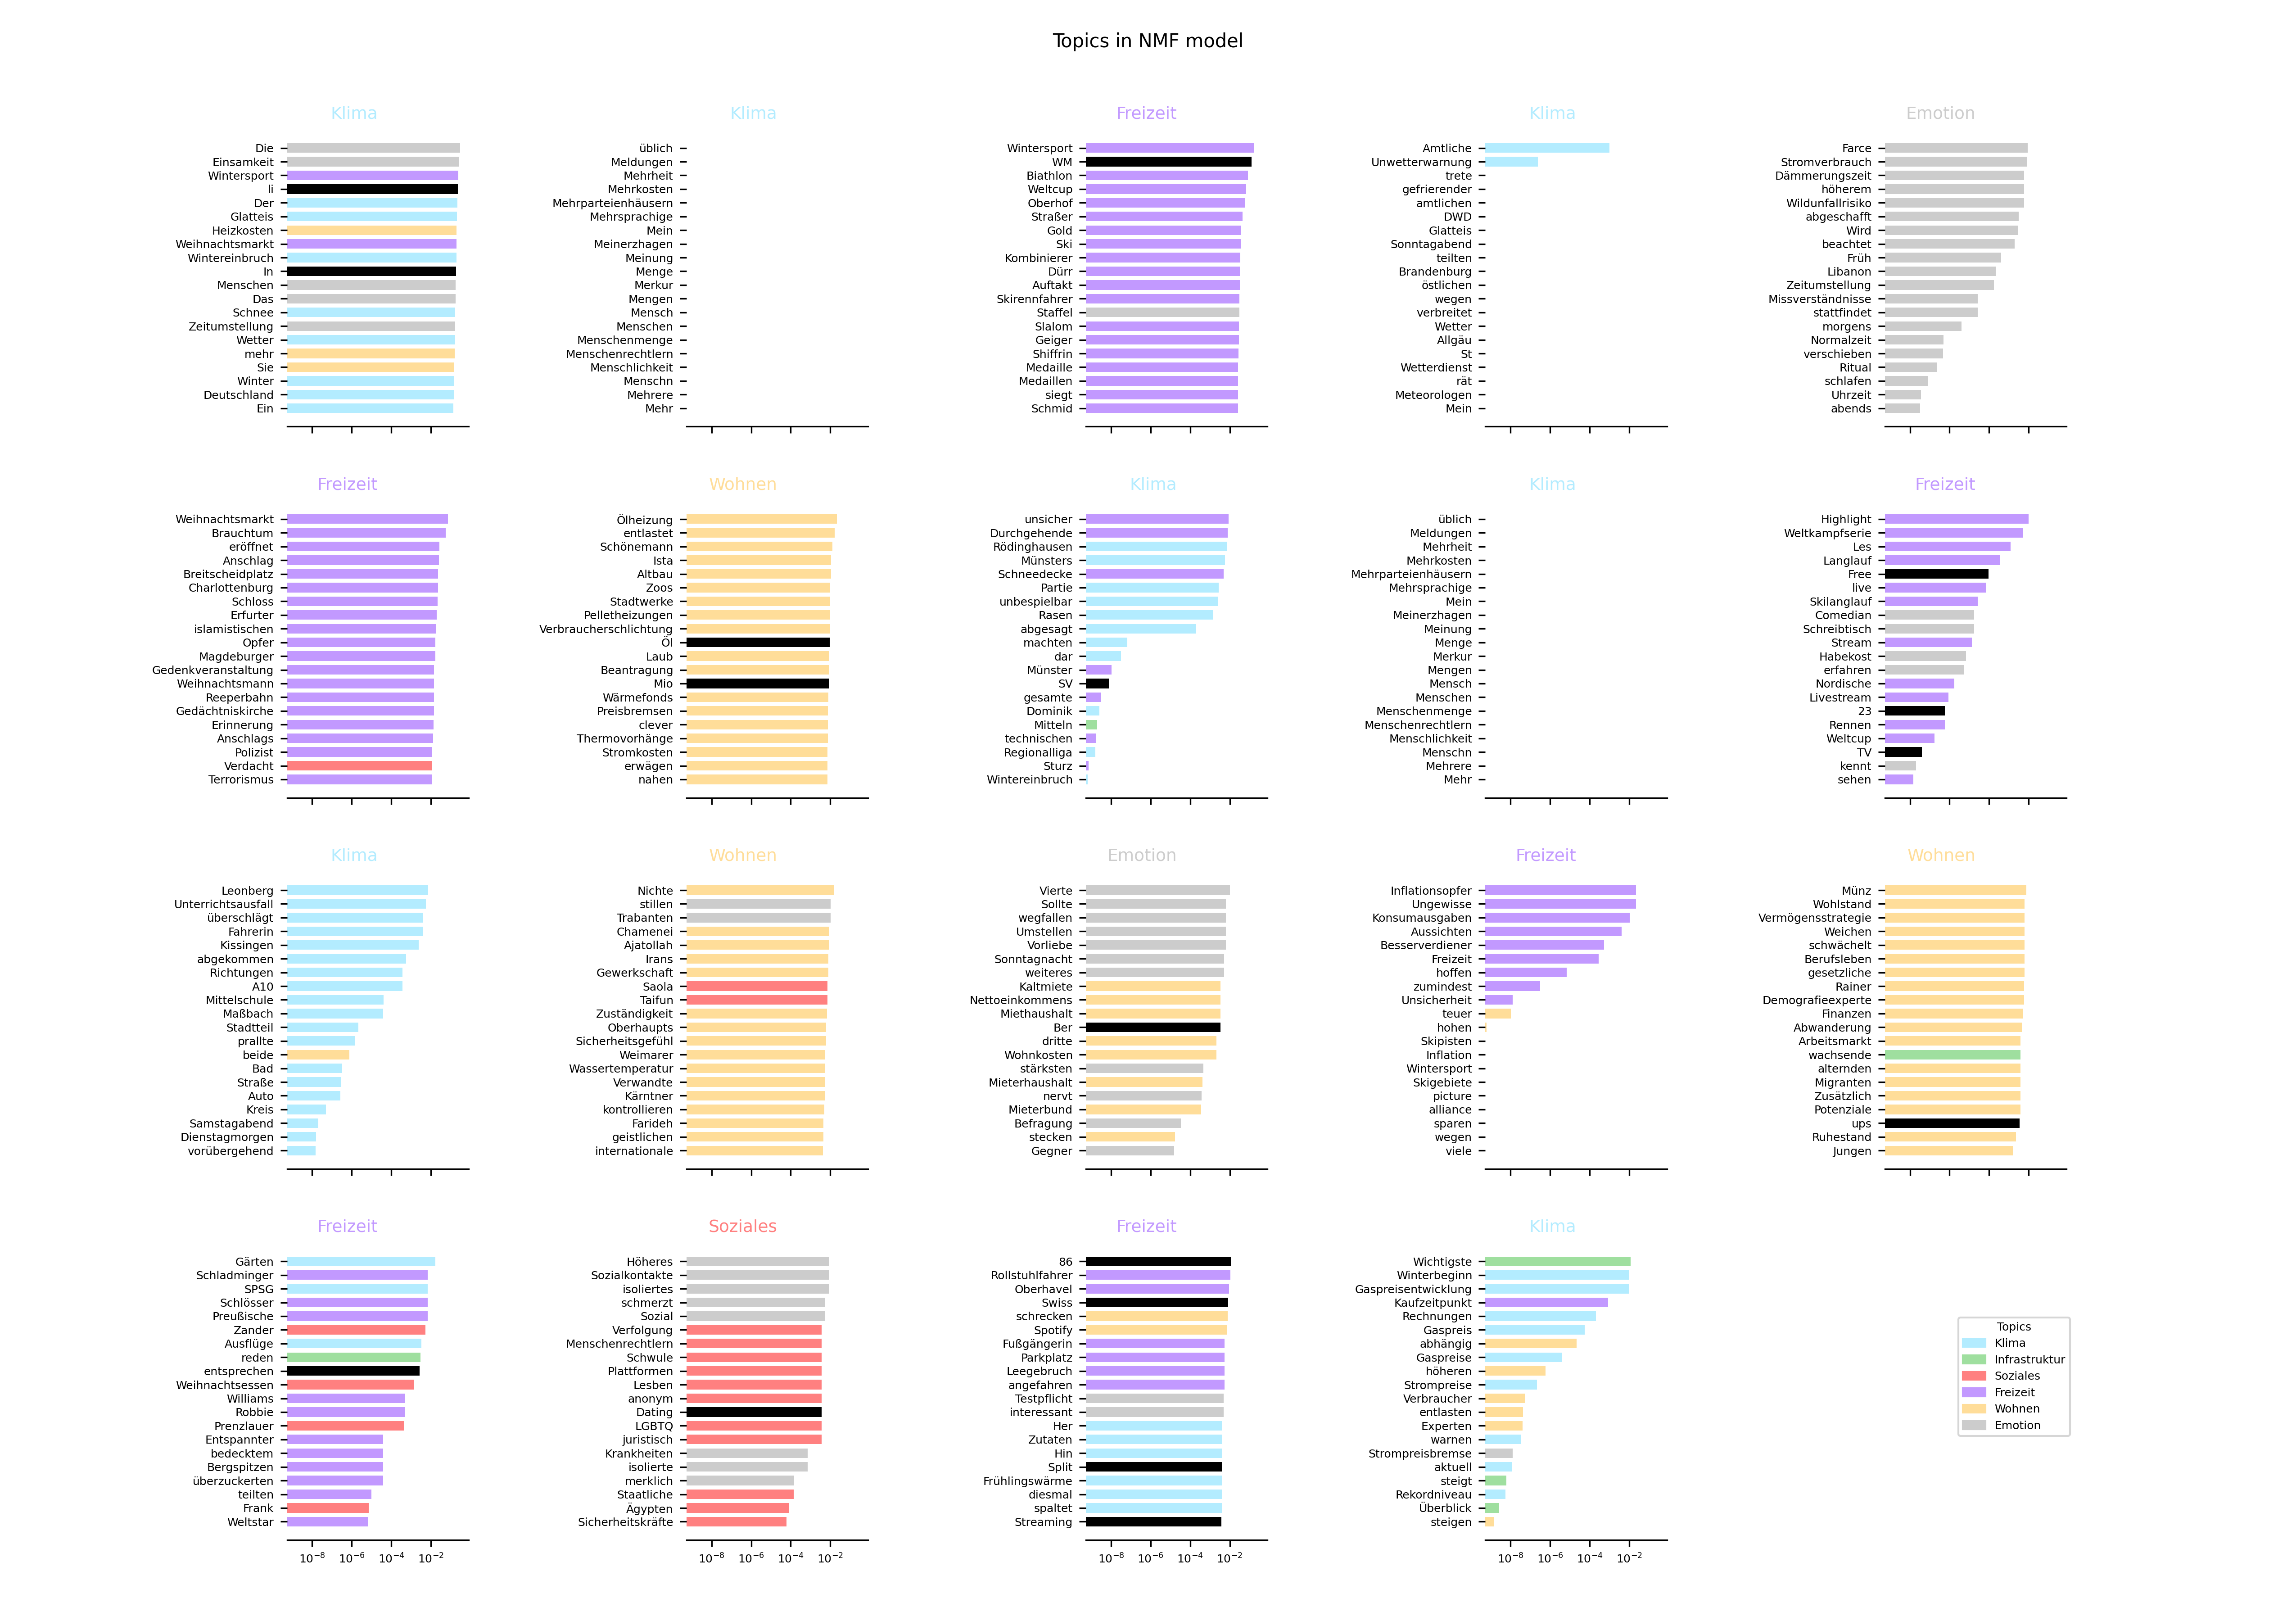 Topics in NMF model
Klima
Die
Einsamkeit
Wintersport
li
Der
Glatteis
Heizkosten
Weihnachtsmarkt
Wintereinbruch
In
Menschen
Das
Schnee
Zeitumstellung
Wetter
mehr
Sie
Winter
Deutschland
Ein
Klima
üblich
Meldungen
Mehrheit
Mehrkosten
Mehrparteienhäusern
Mehrsprachige
Mein
Meinerzhagen
Meinung
Menge
Merkur
Mengen
Mensch
Menschen
Menschenmenge
Menschenrechtlern
Menschlichkeit
Menschn
Mehrere
Mehr
Freizeit
Wintersport
WM
Biathlon
Weltcup
Oberhof
Straßer
Gold
Ski
Kombinierer
Dürr
Auftakt
Skirennfahrer
Staffel
Slalom
Geiger
Shiffrin
Medaille
Medaillen
siegt
Schmid
Klima
Amtliche
Unwetterwarnung
trete
gefrierender
amtlichen
DWD
Glatteis
Sonntagabend
teilten
Brandenburg
östlichen
wegen
verbreitet
Wetter
Allgäu
St
Wetterdienst
rät
Meteorologen
Mein
Emotion
Farce
Stromverbrauch
Dämmerungszeit
höherem
Wildunfallrisiko
abgeschafft
Wird
beachtet
Früh
Libanon
Zeitumstellung
Missverständnisse
stattfindet
morgens
Normalzeit
verschieben
Ritual
schlafen
Uhrzeit
abends
Freizeit
Weihnachtsmarkt
Brauchtum
eröffnet
Anschlag
Breitscheidplatz
Charlottenburg
Schloss
Erfurter
islamistischen
Opfer
Magdeburger
Gedenkveranstaltung
Weihnachtsmann
Reeperbahn
Gedächtniskirche
Erinnerung
Anschlags
Polizist
Verdacht
Terrorismus
Wohnen
Ölheizung
entlastet
Schönemann
Ista
Altbau
Zoos
Stadtwerke
Pelletheizungen
Verbraucherschlichtung
Öl
Laub
Beantragung
Mio
Wärmefonds
Preisbremsen
clever
Thermovorhänge
Stromkosten
erwägen
nahen
Klima
unsicher
Durchgehende
Rödinghausen
Münsters
Schneedecke
Partie
unbespielbar
Rasen
abgesagt
machten
dar
Münster
SV
gesamte
Dominik
Mitteln
technischen
Regionalliga
Sturz
Wintereinbruch
Klima
üblich
Meldungen
Mehrheit
Mehrkosten
Mehrparteienhäusern
Mehrsprachige
Mein
Meinerzhagen
Meinung
Menge
Merkur
Mengen
Mensch
Menschen
Menschenmenge
Menschenrechtlern
Menschlichkeit
Menschn
Mehrere
Mehr
Freizeit
Highlight
Weltkampfserie
Les
Langlauf
Free
live
Skilanglauf
Comedian
Schreibtisch
Stream
Habekost
erfahren
Nordische
Livestream
23
Rennen
Weltcup
TV
kennt
sehen
Klima
Leonberg
Unterrichtsausfall
überschlägt
Fahrerin
Kissingen
abgekommen
Richtungen
A10
Mittelschule
Maßbach
Stadtteil
prallte
beide
Bad
Straße
Auto
Kreis
Samstagabend
Dienstagmorgen
vorübergehend
Wohnen
Nichte
stillen
Trabanten
Chamenei
Ajatollah
Irans
Gewerkschaft
Saola
Taifun
Zuständigkeit
Oberhaupts
Sicherheitsgefühl
Weimarer
Wassertemperatur
Verwandte
Kärntner
kontrollieren
Farideh
geistlichen
internationale
Emotion
Vierte
Sollte
wegfallen
Umstellen
Vorliebe
Sonntagnacht
weiteres
Kaltmiete
Nettoeinkommens
Miethaushalt
Ber
dritte
Wohnkosten
stärksten
Mieterhaushalt
nervt
Mieterbund
Befragung
stecken
Gegner
Freizeit
Inflationsopfer
Ungewisse
Konsumausgaben
Aussichten
Besserverdiener
Freizeit
hoffen
zumindest
Unsicherheit
teuer
hohen
Skipisten
Inflation
Wintersport
Skigebiete
picture
alliance
sparen
wegen
viele
Wohnen
Münz
Wohlstand
Vermögensstrategie
Weichen
schwächelt
Berufsleben
gesetzliche
Rainer
Demografieexperte
Finanzen
Abwanderung
Arbeitsmarkt
wachsende
alternden
Migranten
Zusätzlich
Potenziale
ups
Ruhestand
Jungen
Freizeit
Gärten
Schladminger
SPSG
Schlösser
Preußische
Zander
Ausflüge
reden
entsprechen
Weihnachtsessen
Williams
Robbie
Prenzlauer
Entspannter
bedecktem
Bergspitzen
überzuckerten
teilten
Frank
Weltstar
10⁻⁸ 10⁻⁶ 10⁻⁴ 10⁻²
Soziales
Höheres
Sozialkontakte
isoliertes
schmerzt
Sozial
Verfolgung
Menschenrechtlern
Schwule
Plattformen
Lesben
anonym
Dating
LGBTQ
juristisch
Krankheiten
isolierte
merklich
Staatliche
Ägypten
Sicherheitskräfte
10⁻⁸ 10⁻⁶ 10⁻⁴ 10⁻²
Freizeit
86
Rollstuhlfahrer
Oberhavel
Swiss
schrecken
Spotify
Fußgängerin
Parkplatz
Leegebruch
angefahren
Testpflicht
interessant
Her
Zutaten
Hin
Split
Frühlingswärme
diesmal
spaltet
Streaming
10⁻⁸ 10⁻⁶ 10⁻⁴ 10⁻²
Klima
Wichtigste
Winterbeginn
Gaspreisentwicklung
Kaufzeitpunkt
Rechnungen
Gaspreis
abhängig
Gaspreise
höheren
Strompreise
Verbraucher
entlasten
Experten
warnen
Strompreisbremse
aktuell
steigt
Rekordniveau
Überblick
steigen
10⁻⁸ 10⁻⁶ 10⁻⁴ 10⁻²
Topics
Klima
Infrastruktur
Soziales
Freizeit
Wohnen
Emotion